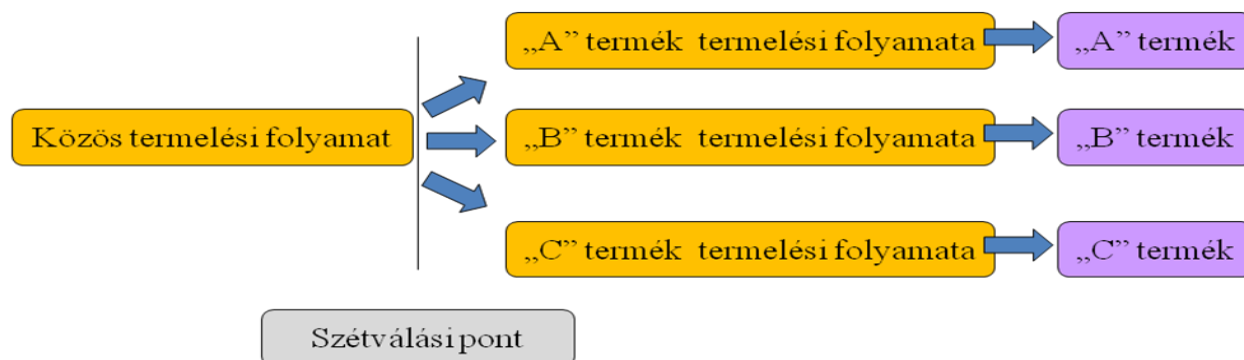 „A” termék termelési folyamata
„A” termék
Közös termelési folyamat
„B” termék termelési folyamata
„B” termék
„C” termék termelési folyamata
„C” termék
Szétválási pont